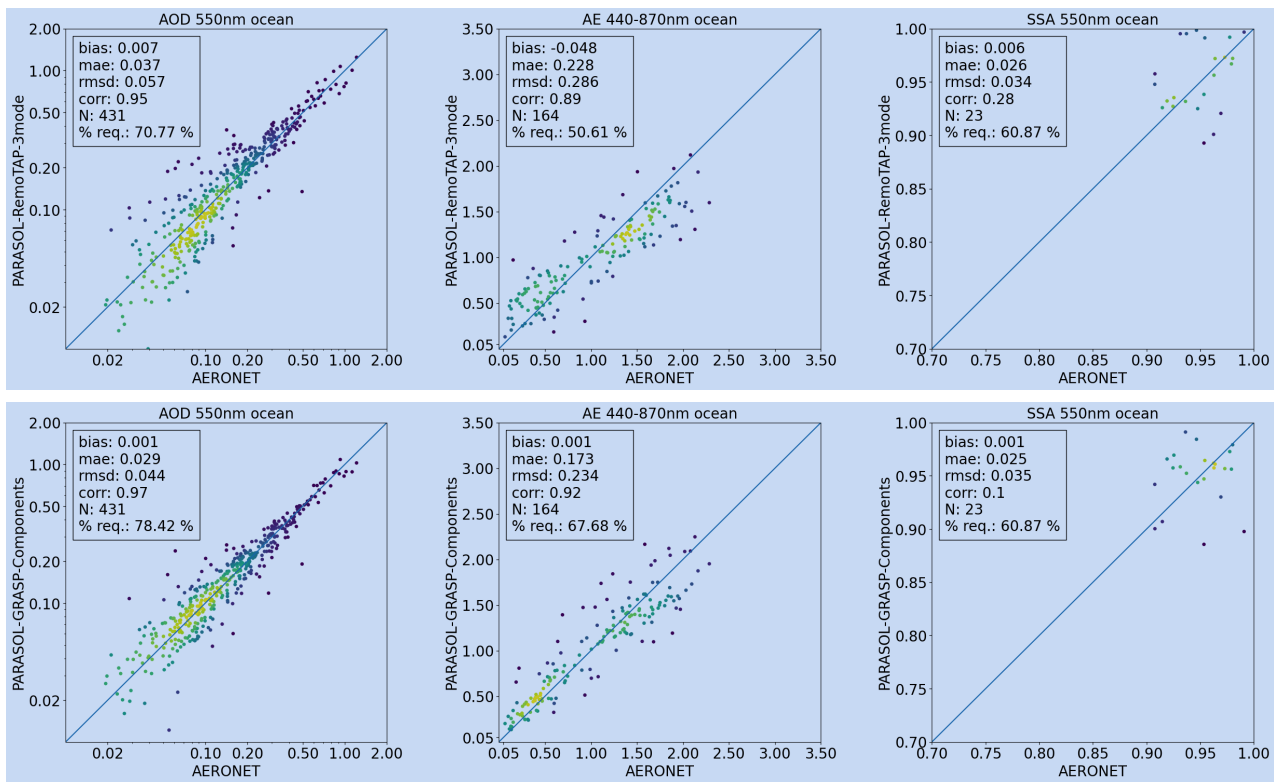 AOD 550nm ocean
2.00
1.00
0.50
0.20
0.10
0.02
bias: 0.007
mae: 0.037
rmsd: 0.057
corr: 0.95
N: 431
% req.: 70.77 %
PARASOL-RemoTAP-3mode
0.02
0.10
0.20
0.50
1.00
2.00
AERONET
AE 440-870nm ocean
3.50
3.00
2.50
2.00
1.50
1.00
0.50
0.05
bias: -0.048
mae: 0.228
rmsd: 0.286
corr: 0.89
N: 164
% req.: 50.61 %
PARASOL-RemoTAP-3mode
0.05
0.50
1.00
1.50
2.00
2.50
3.00
3.50
AERONET
SSA 550nm ocean
1.00
0.95
0.90
0.85
0.80
0.75
0.70
bias: 0.006
mae: 0.026
rmsd: 0.034
corr: 0.28
N: 23
% req.: 60.87 %
PARASOL-RemoTAP-3mode
0.70
0.75
0.80
0.85
0.90
0.95
1.00
AERONET
AOD 550nm ocean
2.00
1.00
0.50
0.20
0.10
0.02
bias: 0.001
mae: 0.029
rmsd: 0.044
corr: 0.97
N: 431
% req.: 78.42 %
PARASOL-GRASP-Components
0.02
0.10
0.20
0.50
1.00
2.00
AERONET
AE 440-870nm ocean
3.50
3.00
2.50
2.00
1.50
1.00
0.50
0.05
bias: 0.001
mae: 0.173
rmsd: 0.234
corr: 0.92
N: 164
% req.: 67.68 %
PARASOL-GRASP-Components
0.05
0.50
1.00
1.50
2.00
2.50
3.00
3.50
AERONET
SSA 550nm ocean
1.00
0.95
0.90
0.85
0.80
0.75
0.70
bias: 0.001
mae: 0.025
rmsd: 0.035
corr: 0.1
N: 23
% req.: 60.87 %
PARASOL-GRASP-Components
0.70
0.75
0.80
0.85
0.90
0.95
1.00
AERONET